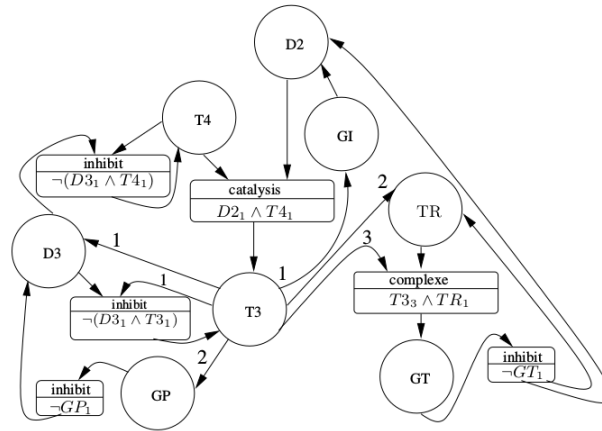 D2
T4
GI
inhibit
¬(D3₁ ∧ T4₁)
catalysis
D2₁ ∧ T4₁
2
TR
D3
1
3
1
1
complexe
T3₃ ∧ TR₁
inhibit
¬(D3₁ ∧ T3₁)
T3
2
inhibit
¬GT₁
GT
inhibit
¬GP₁
GP